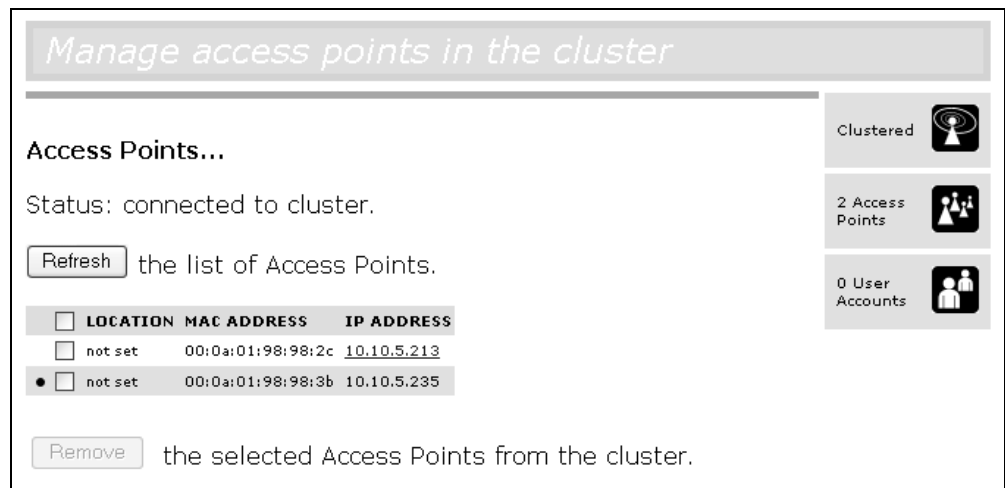 Manage access points in the cluster
Access Points...
Status: connected to cluster.
Refresh the list of Access Points.
LOCATION MAC ADDRESS IP ADDRESS
not set 00:0a:01:98:98:2c 10.10.5.213
not set 00:0a:01:98:98:3b 10.10.5.235
Remove the selected Access Points from the cluster.
Clustered
2 Access
Points
0 User
Accounts